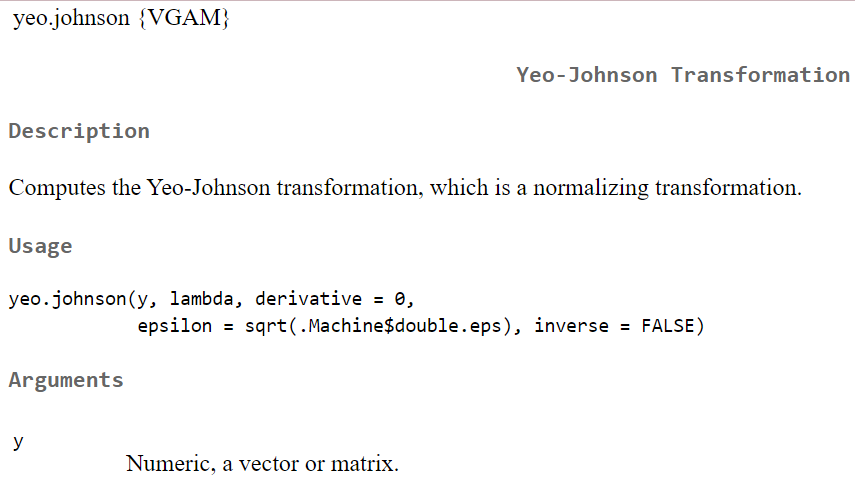 yeo.johnson {VGAM}
Yeo-Johnson Transformation
Description
Computes the Yeo-Johnson transformation, which is a normalizing transformation.
Usage
yeo.johnson(y, lambda, derivative = 0,
epsilon = sqrt(.Machine$double.eps), inverse = FALSE)
Arguments
y
Numeric, a vector or matrix.